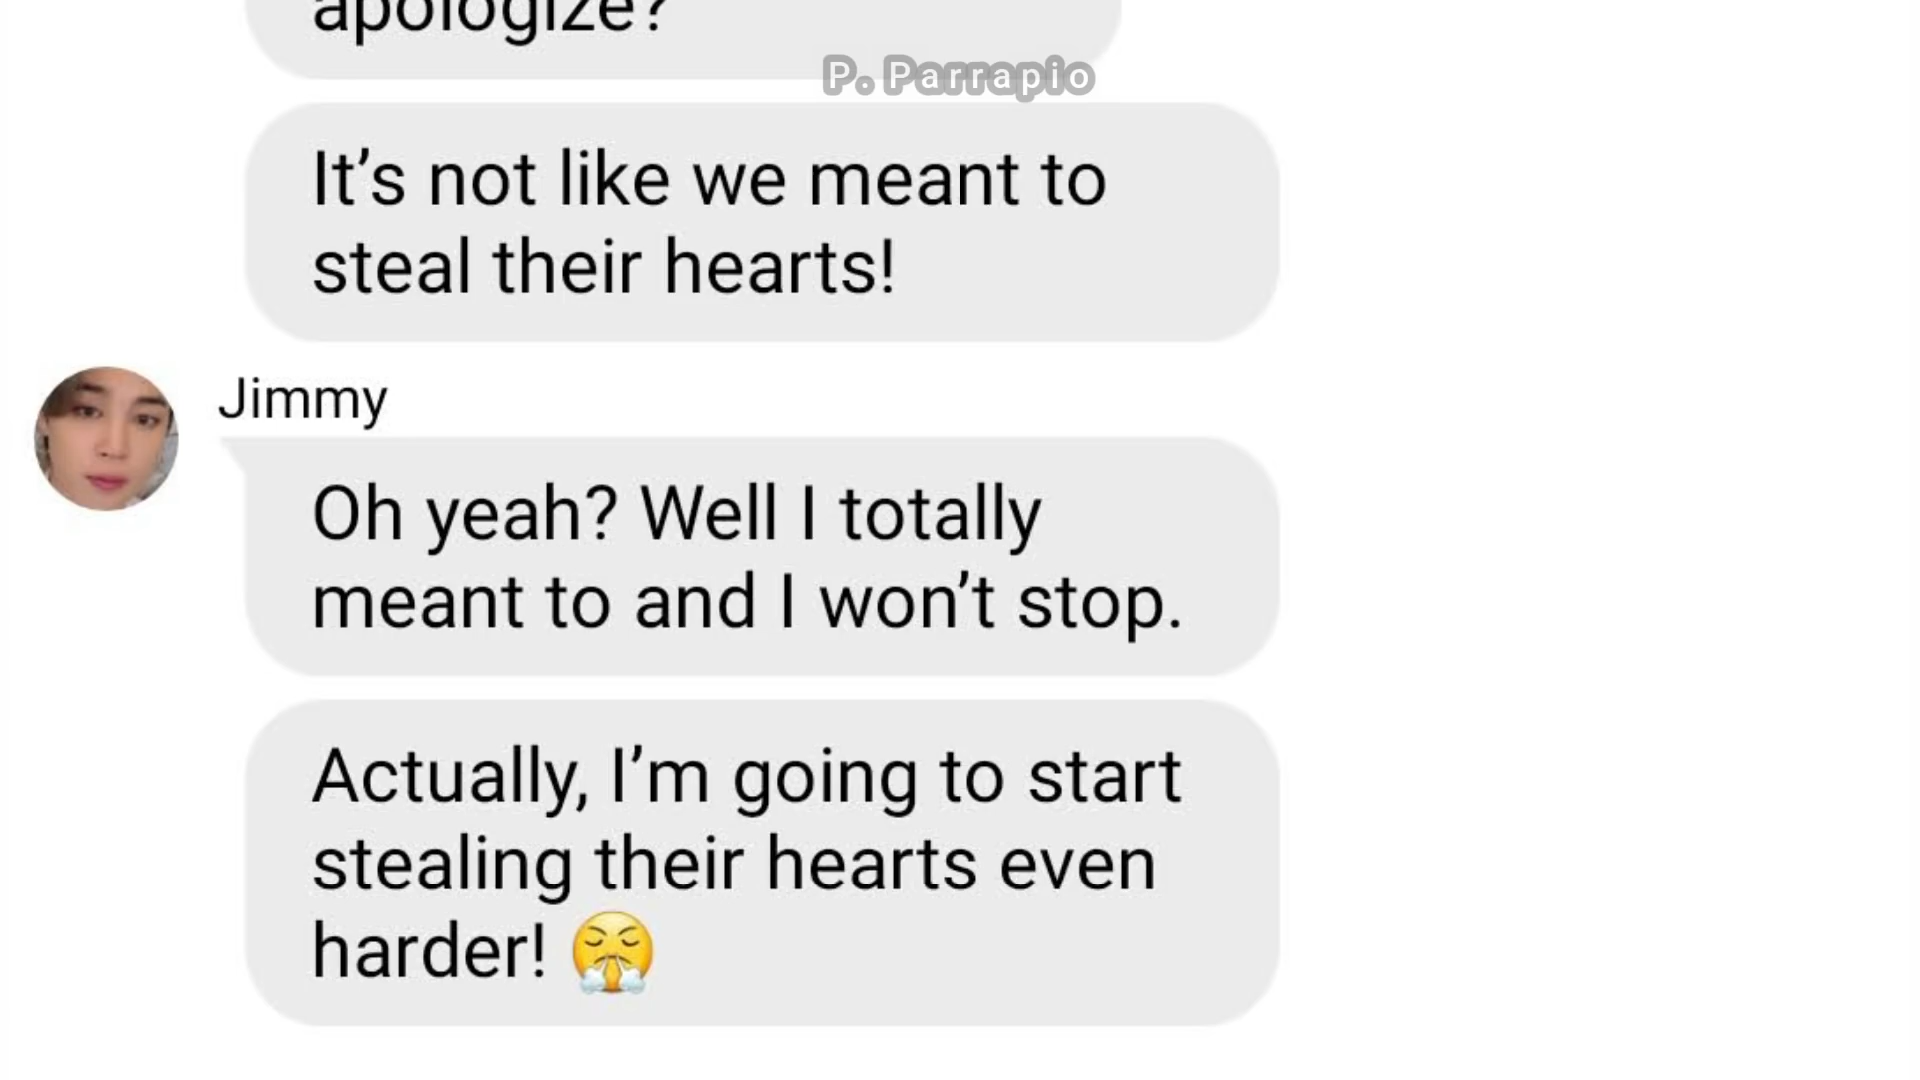 apologize?
P. Parrapio
It’s not like we meant to
steal their hearts!
Jimmy
Oh yeah? Well I totally
meant to and I won’t stop.
Actually, I’m going to start
stealing their hearts even
harder! 😤